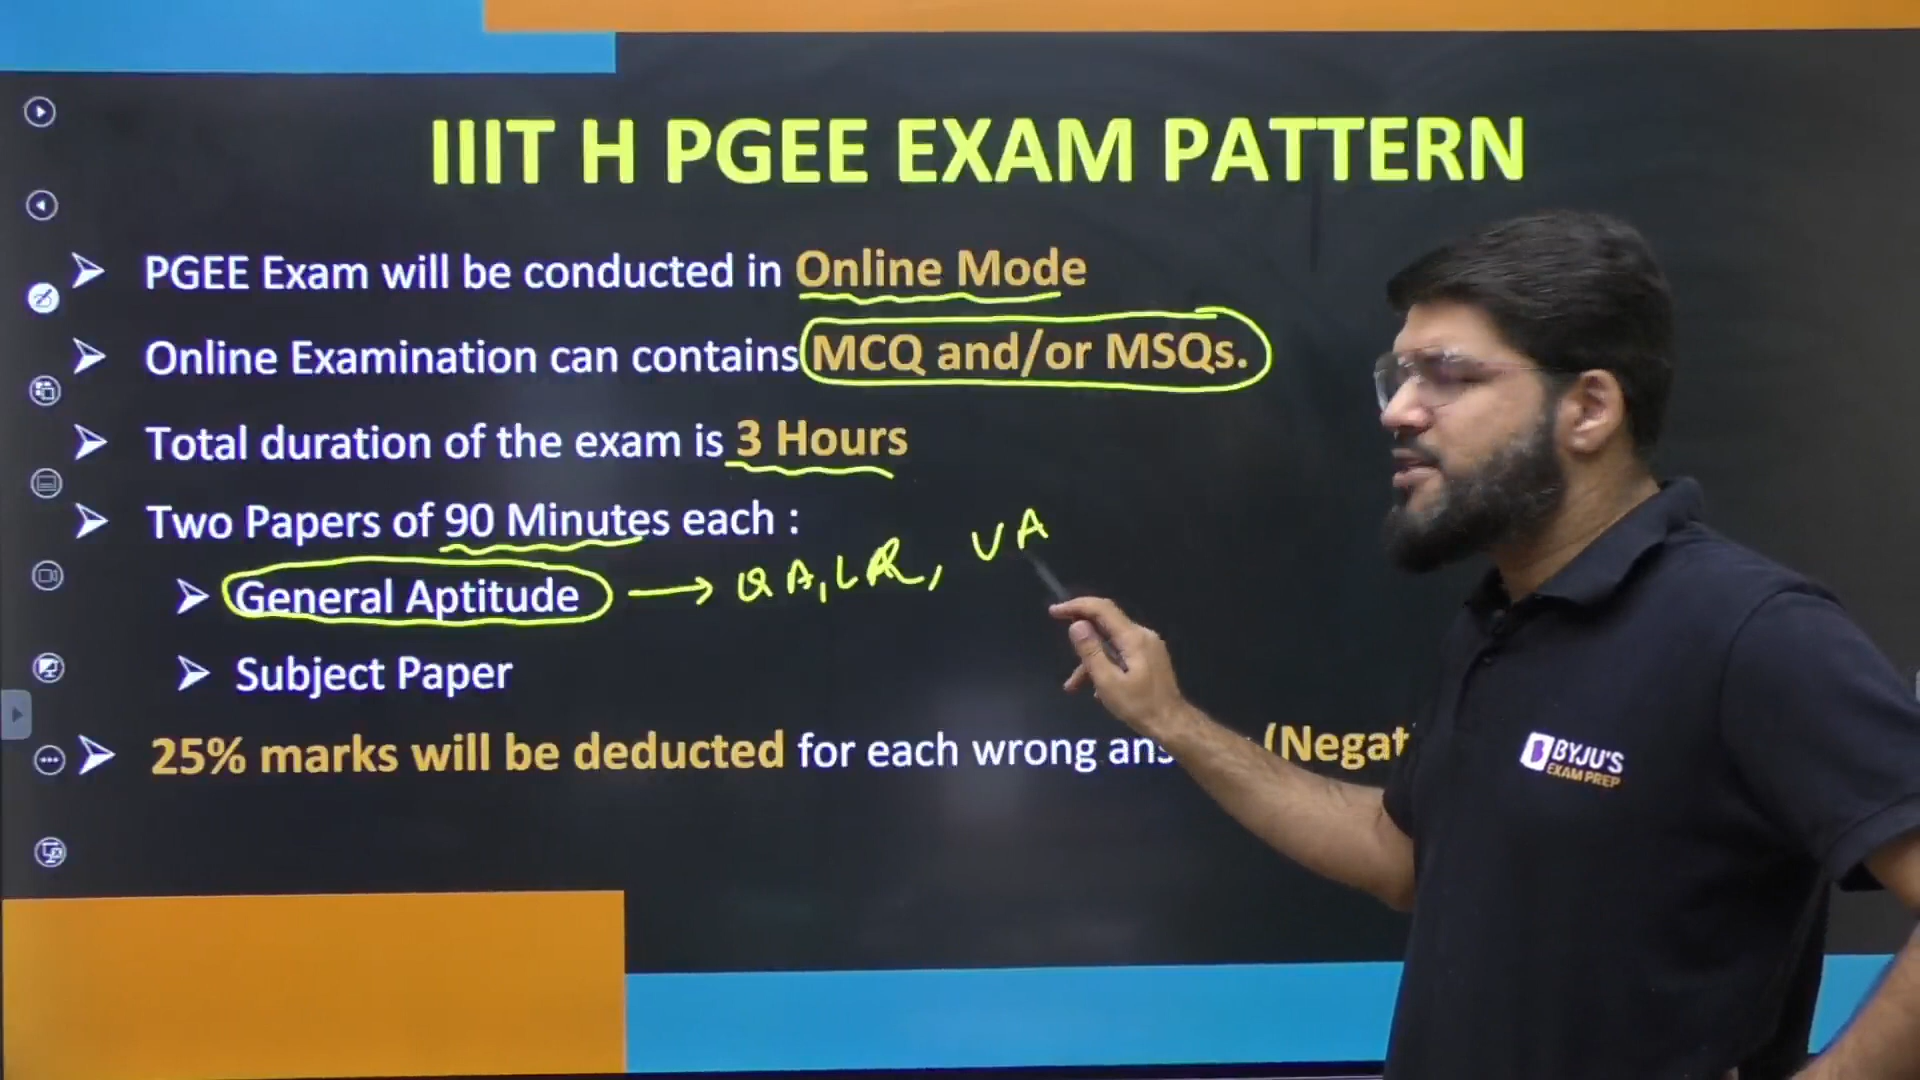 IIIT H PGEE EXAM PATTERN
PGEE Exam will be conducted in Online Mode
Online Examination can contains MCQ and/or MSQs.
Total duration of the exam is 3 Hours
Two Papers of 90 Minutes each :
General Aptitude → QA, LR, VA
Subject Paper
25% marks will be deducted for each wrong ans (Negat
BYJU'S
EXAM PREP